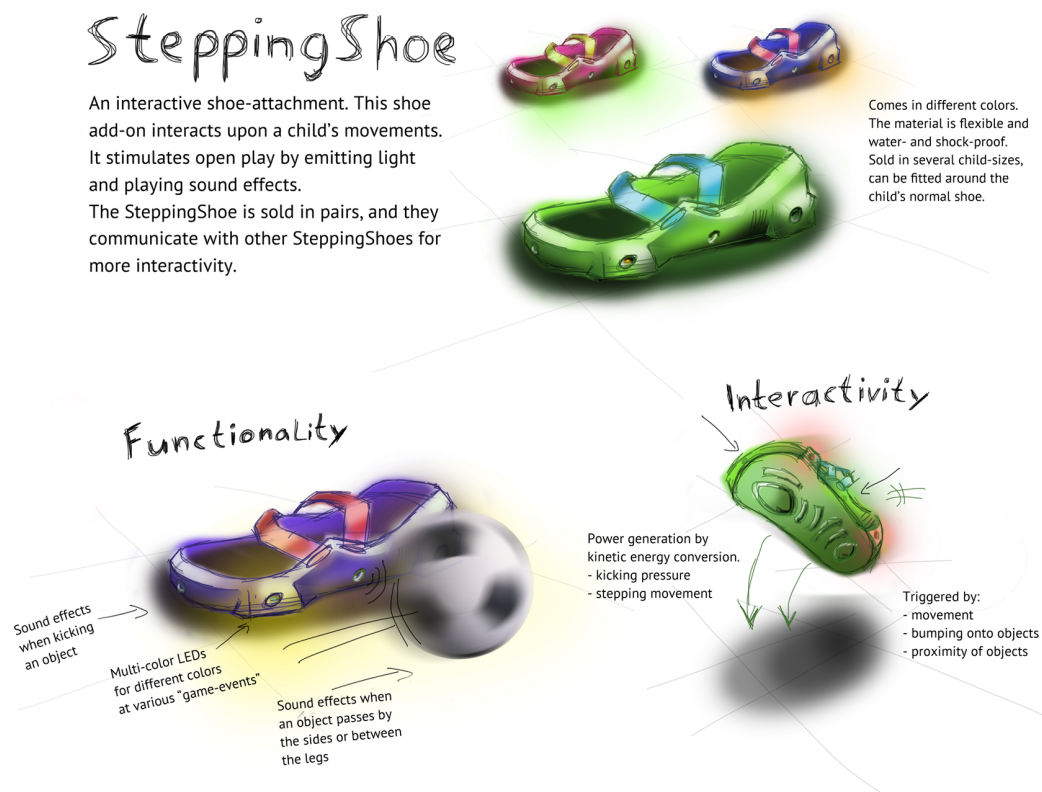 SteppingShoe
An interactive shoe-attachment. This shoe
add-on interacts upon a child's movements.
It stimulates open play by emitting light
and playing sound effects.
The SteppingShoe is sold in pairs, and they
communicate with other SteppingShoes for
more interactivity.
Comes in different colors.
The material is flexible and
water- and shock-proof.
Sold in several child-sizes,
can be fitted around the
child's normal shoe.
Functionality
Sound effects
when kicking
an object
Multi-color LEDs
for different colors
at various "game-events"
Sound effects when
an object passes by
the sides or between
the legs
Interactivity
Power generation by
kinetic energy conversion.
- kicking pressure
- stepping movement
Triggered by:
- movement
- bumping onto objects
- proximity of objects